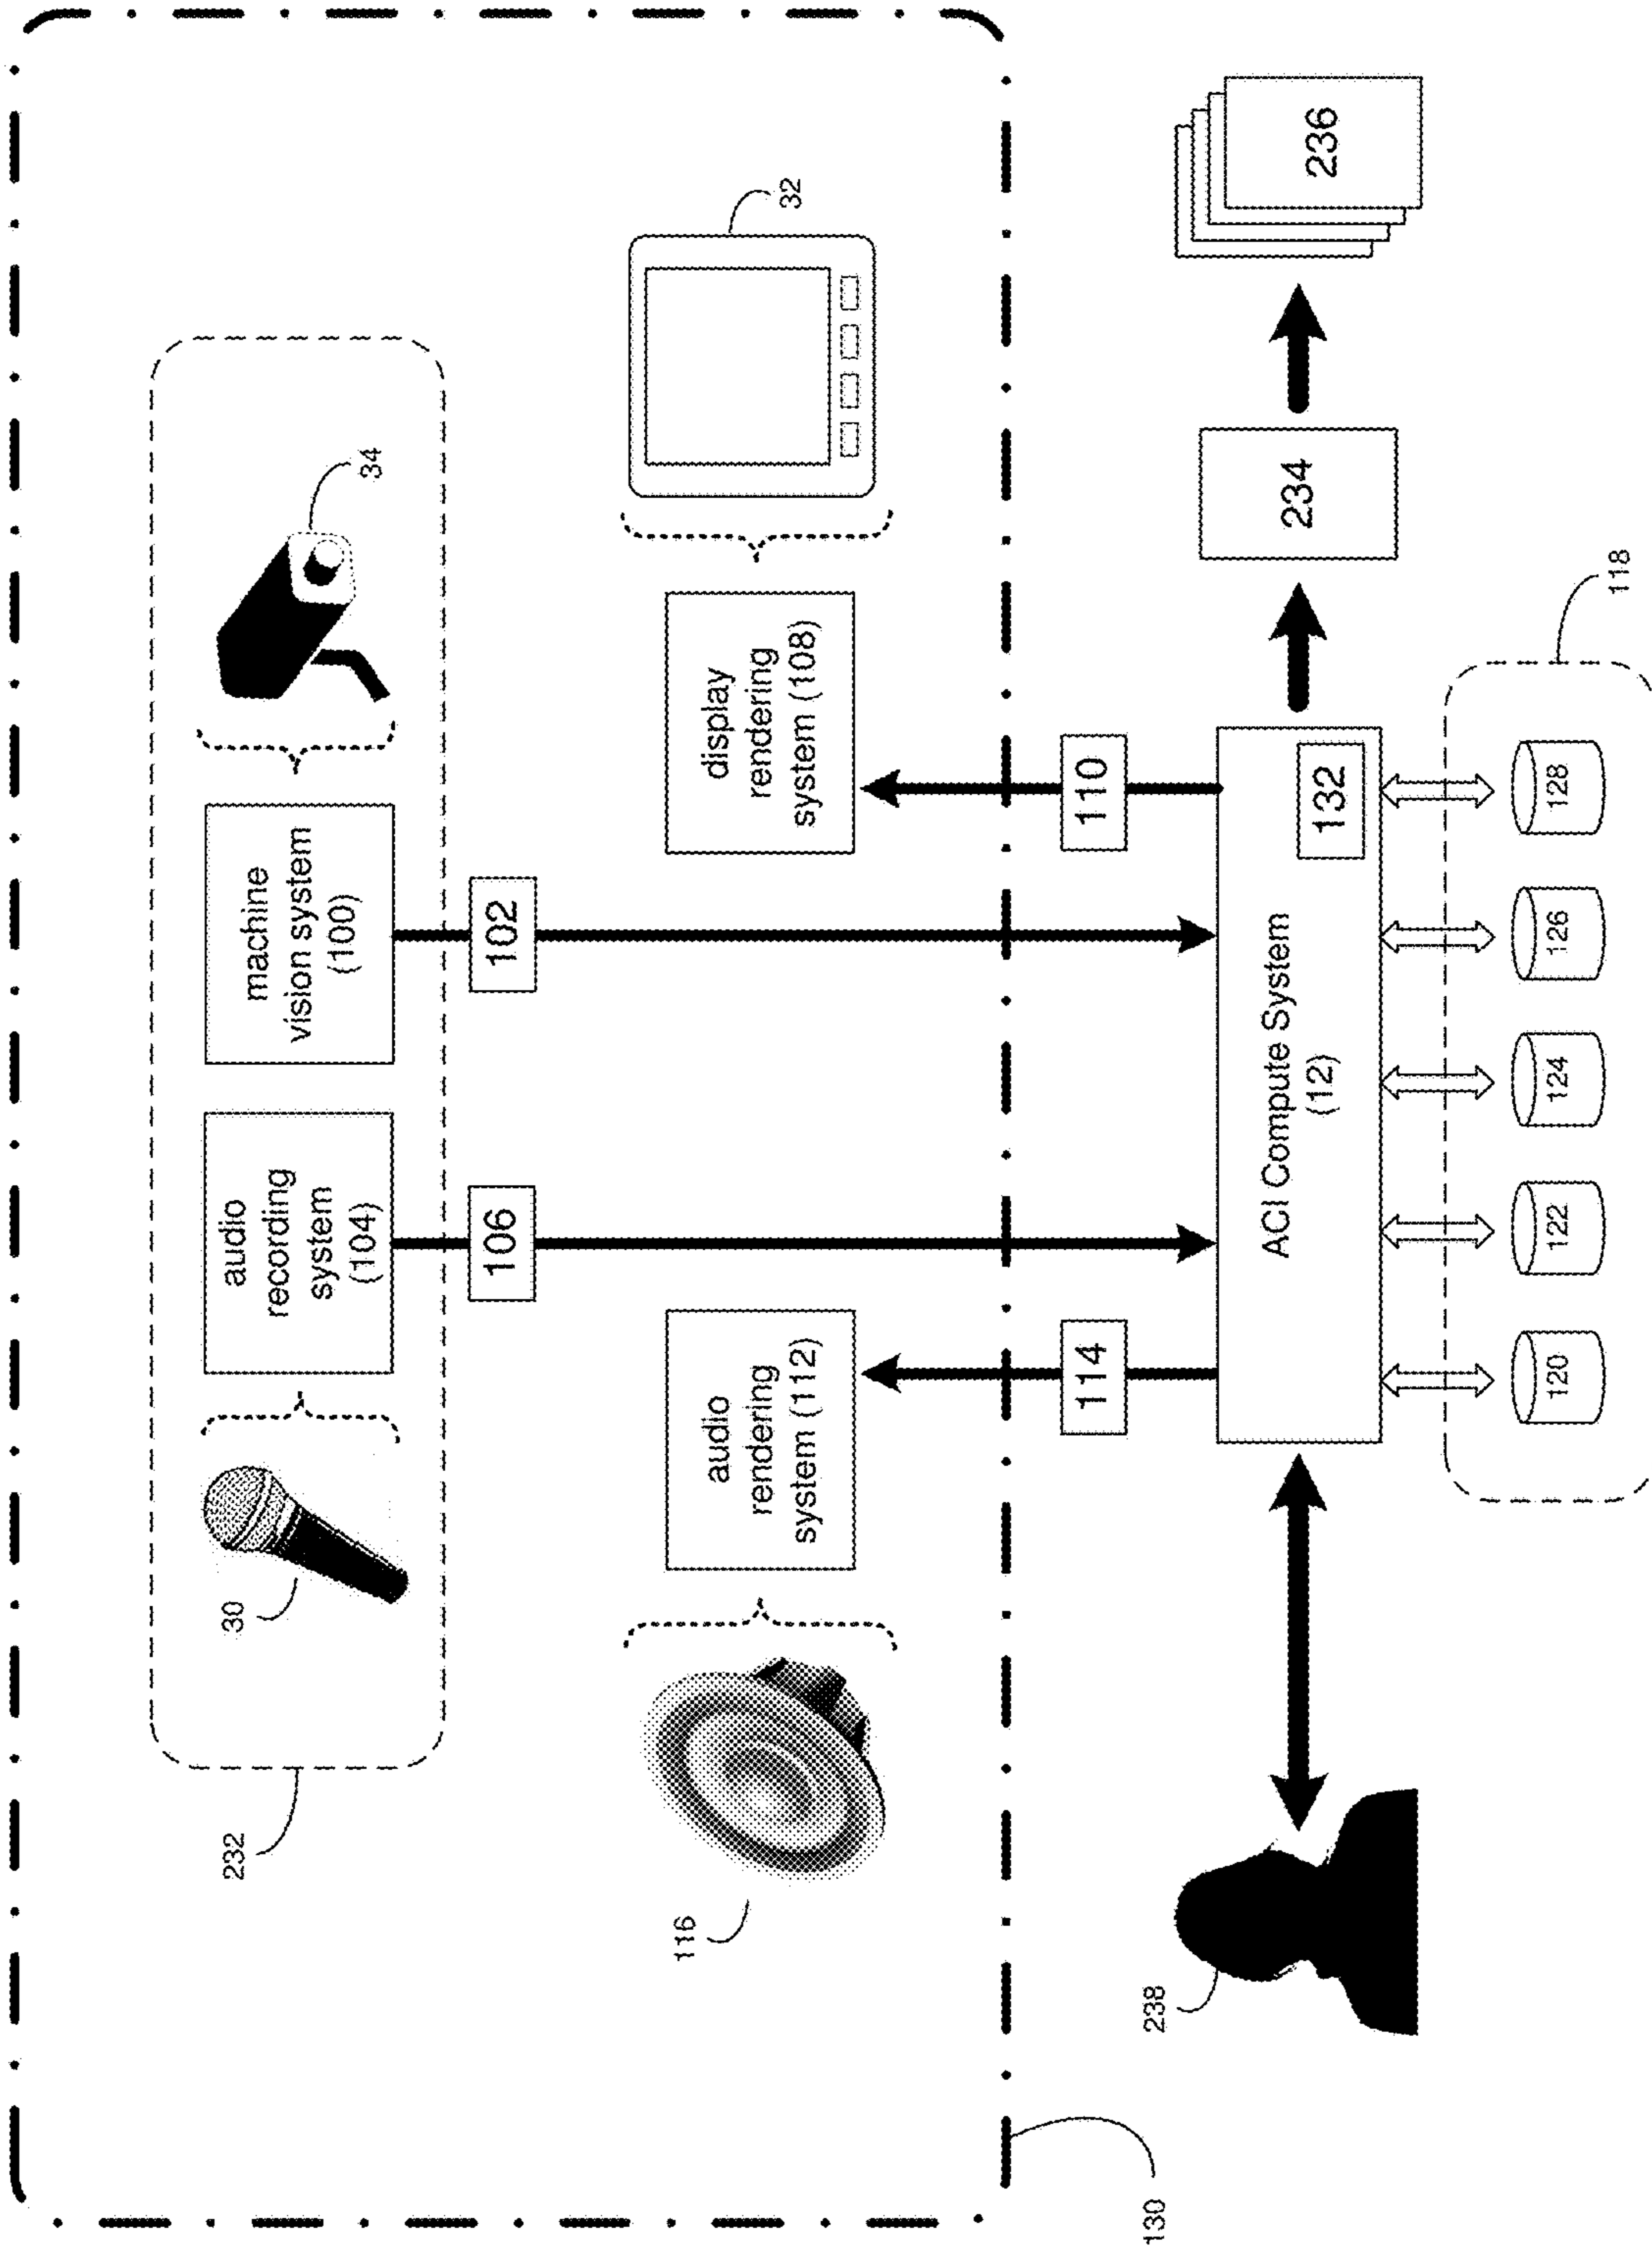 232
30
audio
recording
system
(104)
machine
vision system
(100)
34
106
102
116
audio
rendering
system (112)
display
rendering
system (108)
32
114
110
130
238
ACI Compute System
(12)
132
234
236
118
120
122
124
126
128